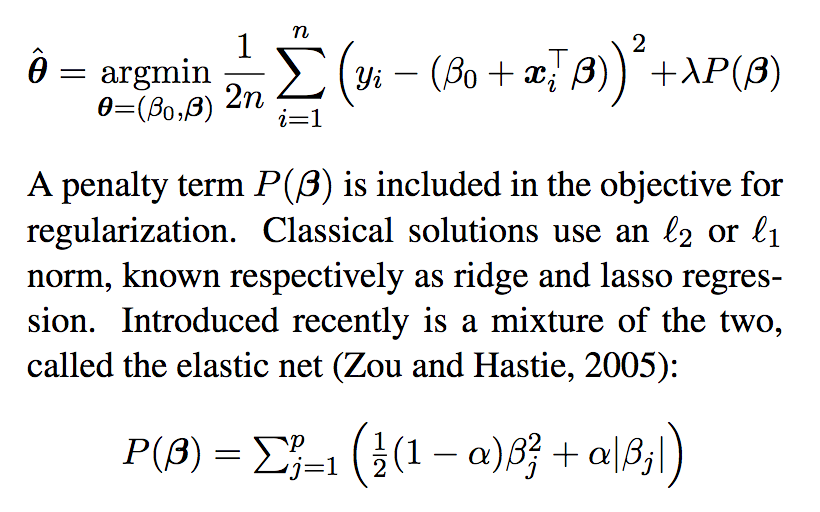 $$\hat{\boldsymbol{\theta}} = \underset{\boldsymbol{\theta}=(\beta_0,\boldsymbol{\beta})}{\operatorname{argmin}} \frac{1}{2n} \sum_{i=1}^{n} \left( y_i - (\beta_0 + \boldsymbol{x}_i^\top \boldsymbol{\beta}) \right)^2 + \lambda P(\boldsymbol{\beta})$$
A penalty term $P(\boldsymbol{\beta})$ is included in the objective for
regularization. Classical solutions use an $\ell_2$ or $\ell_1$
norm, known respectively as ridge and lasso regres-
sion. Introduced recently is a mixture of the two,
called the elastic net (Zou and Hastie, 2005):
$$P(\boldsymbol{\beta}) = \sum_{j=1}^{p} \left( \frac{1}{2}(1-\alpha)\beta_j^2 + \alpha|\beta_j| \right)$$